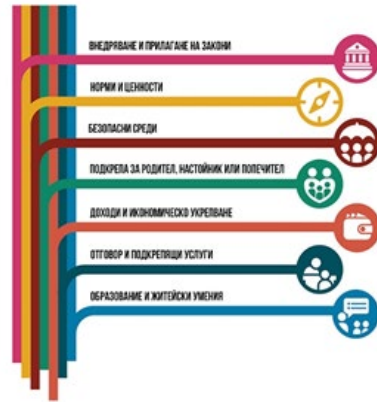 ВНЕДРЯВАНЕ И ПРИЛАГАНЕ НА ЗАКОНИ
НОРМИ И ЦЕННОСТИ
БЕЗОПАСНИ СРЕДИ
ПОДКРЕПА ЗА РОДИТЕЛ, НАСТОЙНИК ИЛИ ПОПЕЧИТЕЛ
ДОХОДИ И ИКОНОМИЧЕСКО УКРЕПВАНЕ
ОТГОВОР И ПОДКРЕПЯЩИ УСЛУГИ
ОБРАЗОВАНИЕ И ЖИТЕЙСКИ УМЕНИЯ